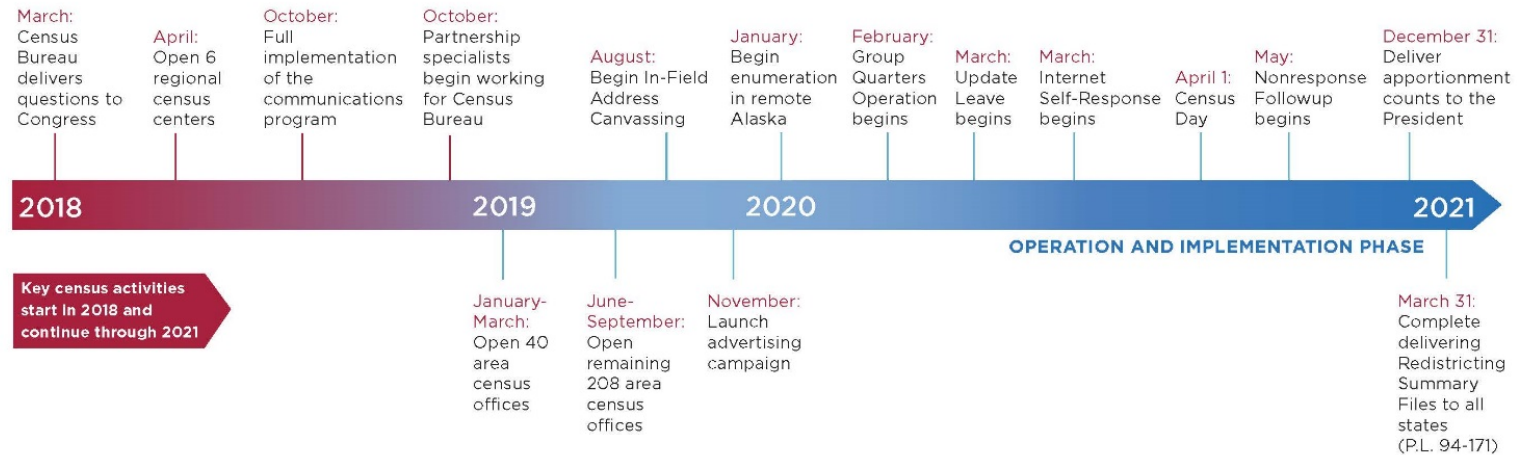 March:
Census
Bureau
delivers
questions to
Congress
April:
Open 6
regional
census
centers
October:
Full
implementation
of the
communications
program
October:
Partnership
specialists
begin working
for Census
Bureau
August:
Begin In-Field
Address
Canvassing
January:
Begin
enumeration
in remote
Alaska
February:
Group
Quarters
Operation
begins
March:
Update
Leave
begins
March:
Internet
Self-Response
begins
April 1:
Census
Day
May:
Nonresponse
Followup
begins
December 31:
Deliver
apportionment
counts to the
President
2018
2019
2020
2021
OPERATION AND IMPLEMENTATION PHASE
Key census activities
start in 2018 and
continue through 2021
January-
March:
Open 40
area
census
offices
June-
September:
Open
remaining
208 area
census
offices
November:
Launch
advertising
campaign
March 31:
Complete
delivering
Redistricting
Summary
Files to all
states
(P.L. 94-171)